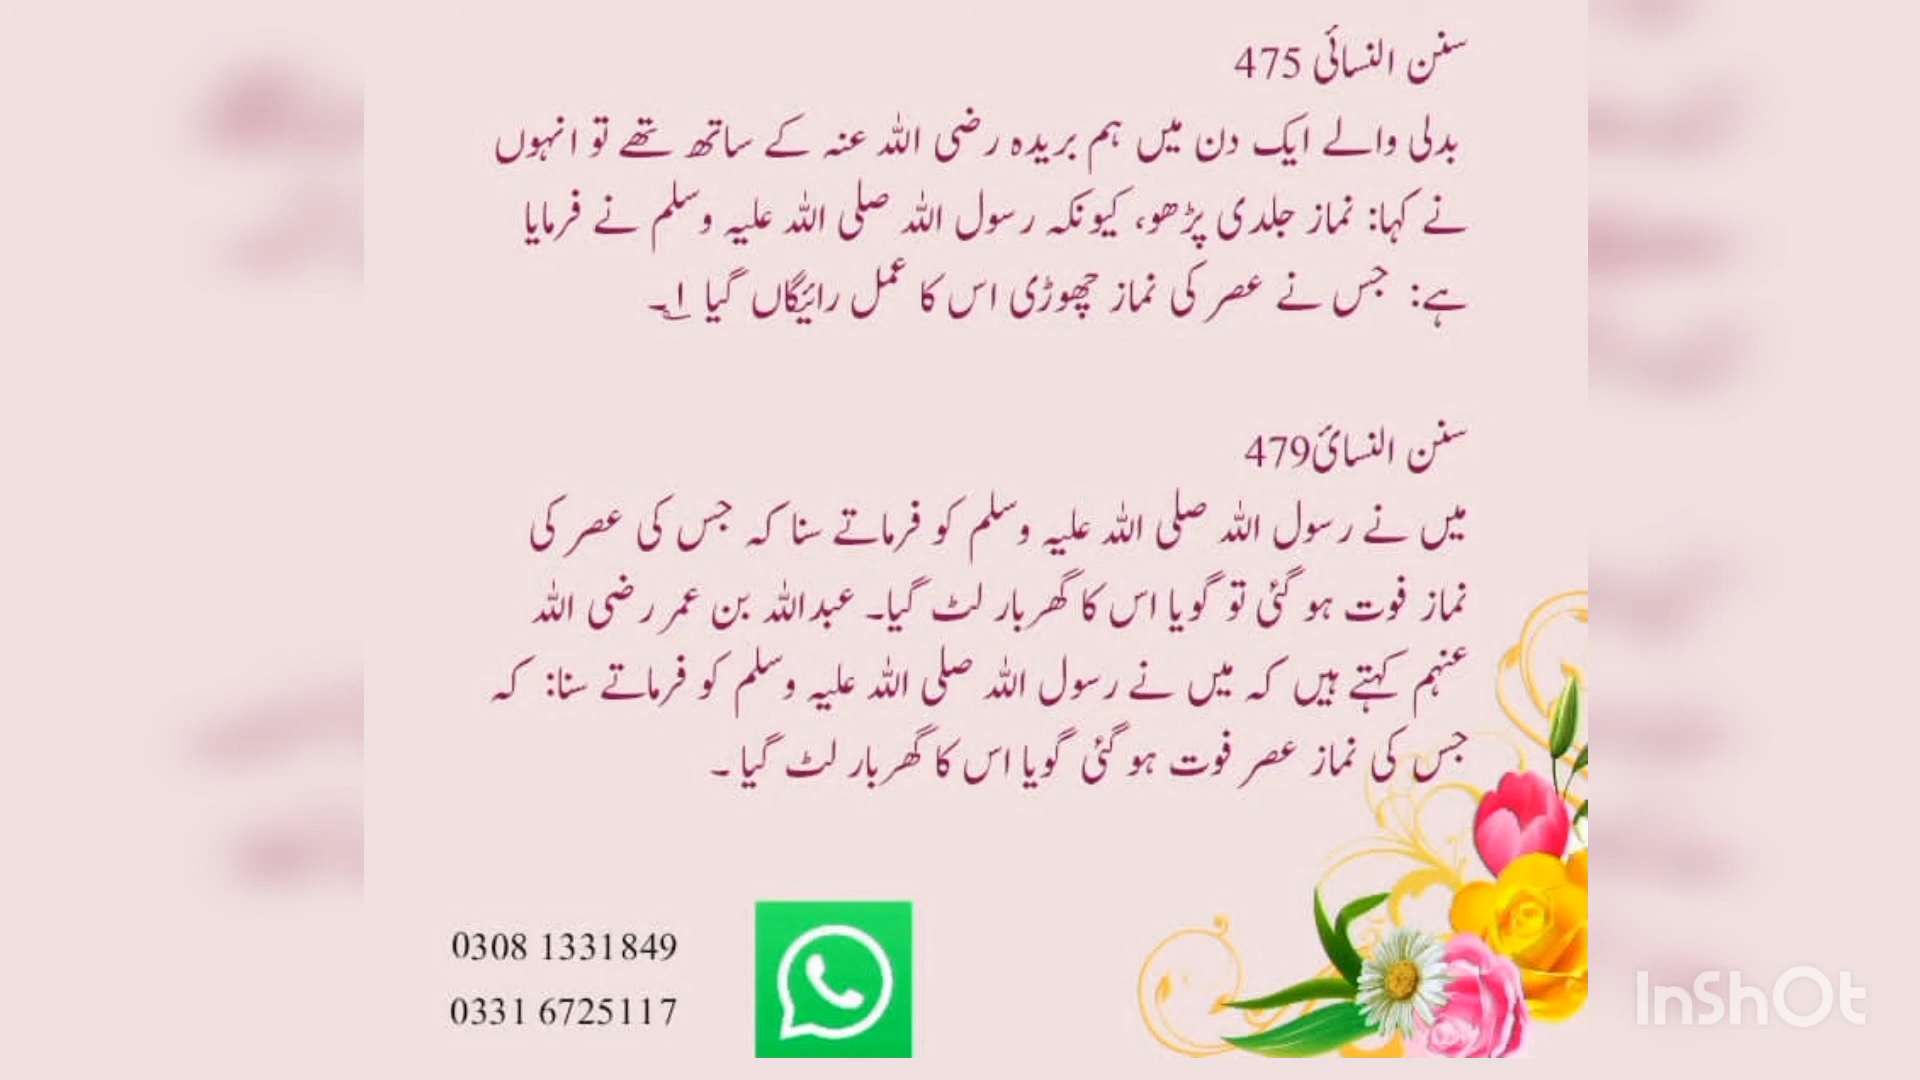 سنن النسائی 475
بدلی والے ایک دن میں ہم بریدہ رضی اللہ عنہ کے ساتھ تھے تو انہوں
نے کہا: نماز جلدی پڑھو، کیونکہ رسول اللہ صلی اللہ علیہ وسلم نے فرمایا
ہے: جس نے عصر کی نماز چھوڑی اس کا عمل رائیگاں گیا ۱؎۔
سنن النسائ479
میں نے رسول اللہ صلی اللہ علیہ وسلم کو فرماتے سنا کہ جس کی عصر کی
نماز فوت ہو گئی تو گویا اس کا گھر بار لٹ گیا۔ عبداللہ بن عمر رضی اللہ
عنہم کہتے ہیں کہ میں نے رسول اللہ صلی اللہ علیہ وسلم کو فرماتے سنا: کہ
جس کی نماز عصر فوت ہو گئی گویا اس کا گھر بار لٹ گیا ۔
0308 1331849
0331 6725117
InShOt